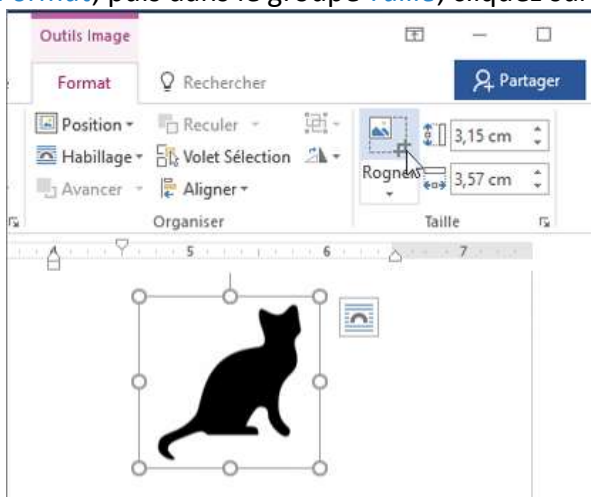 Format, puis dans le groupe Taille, cliquez sur
Outils Image
Format Rechercher Partager
Position Reculer 3,15 cm
Habillage Volet Sélection
Avancer Aligner Rogner 3,57 cm
Organiser Taille
4 5 6 7